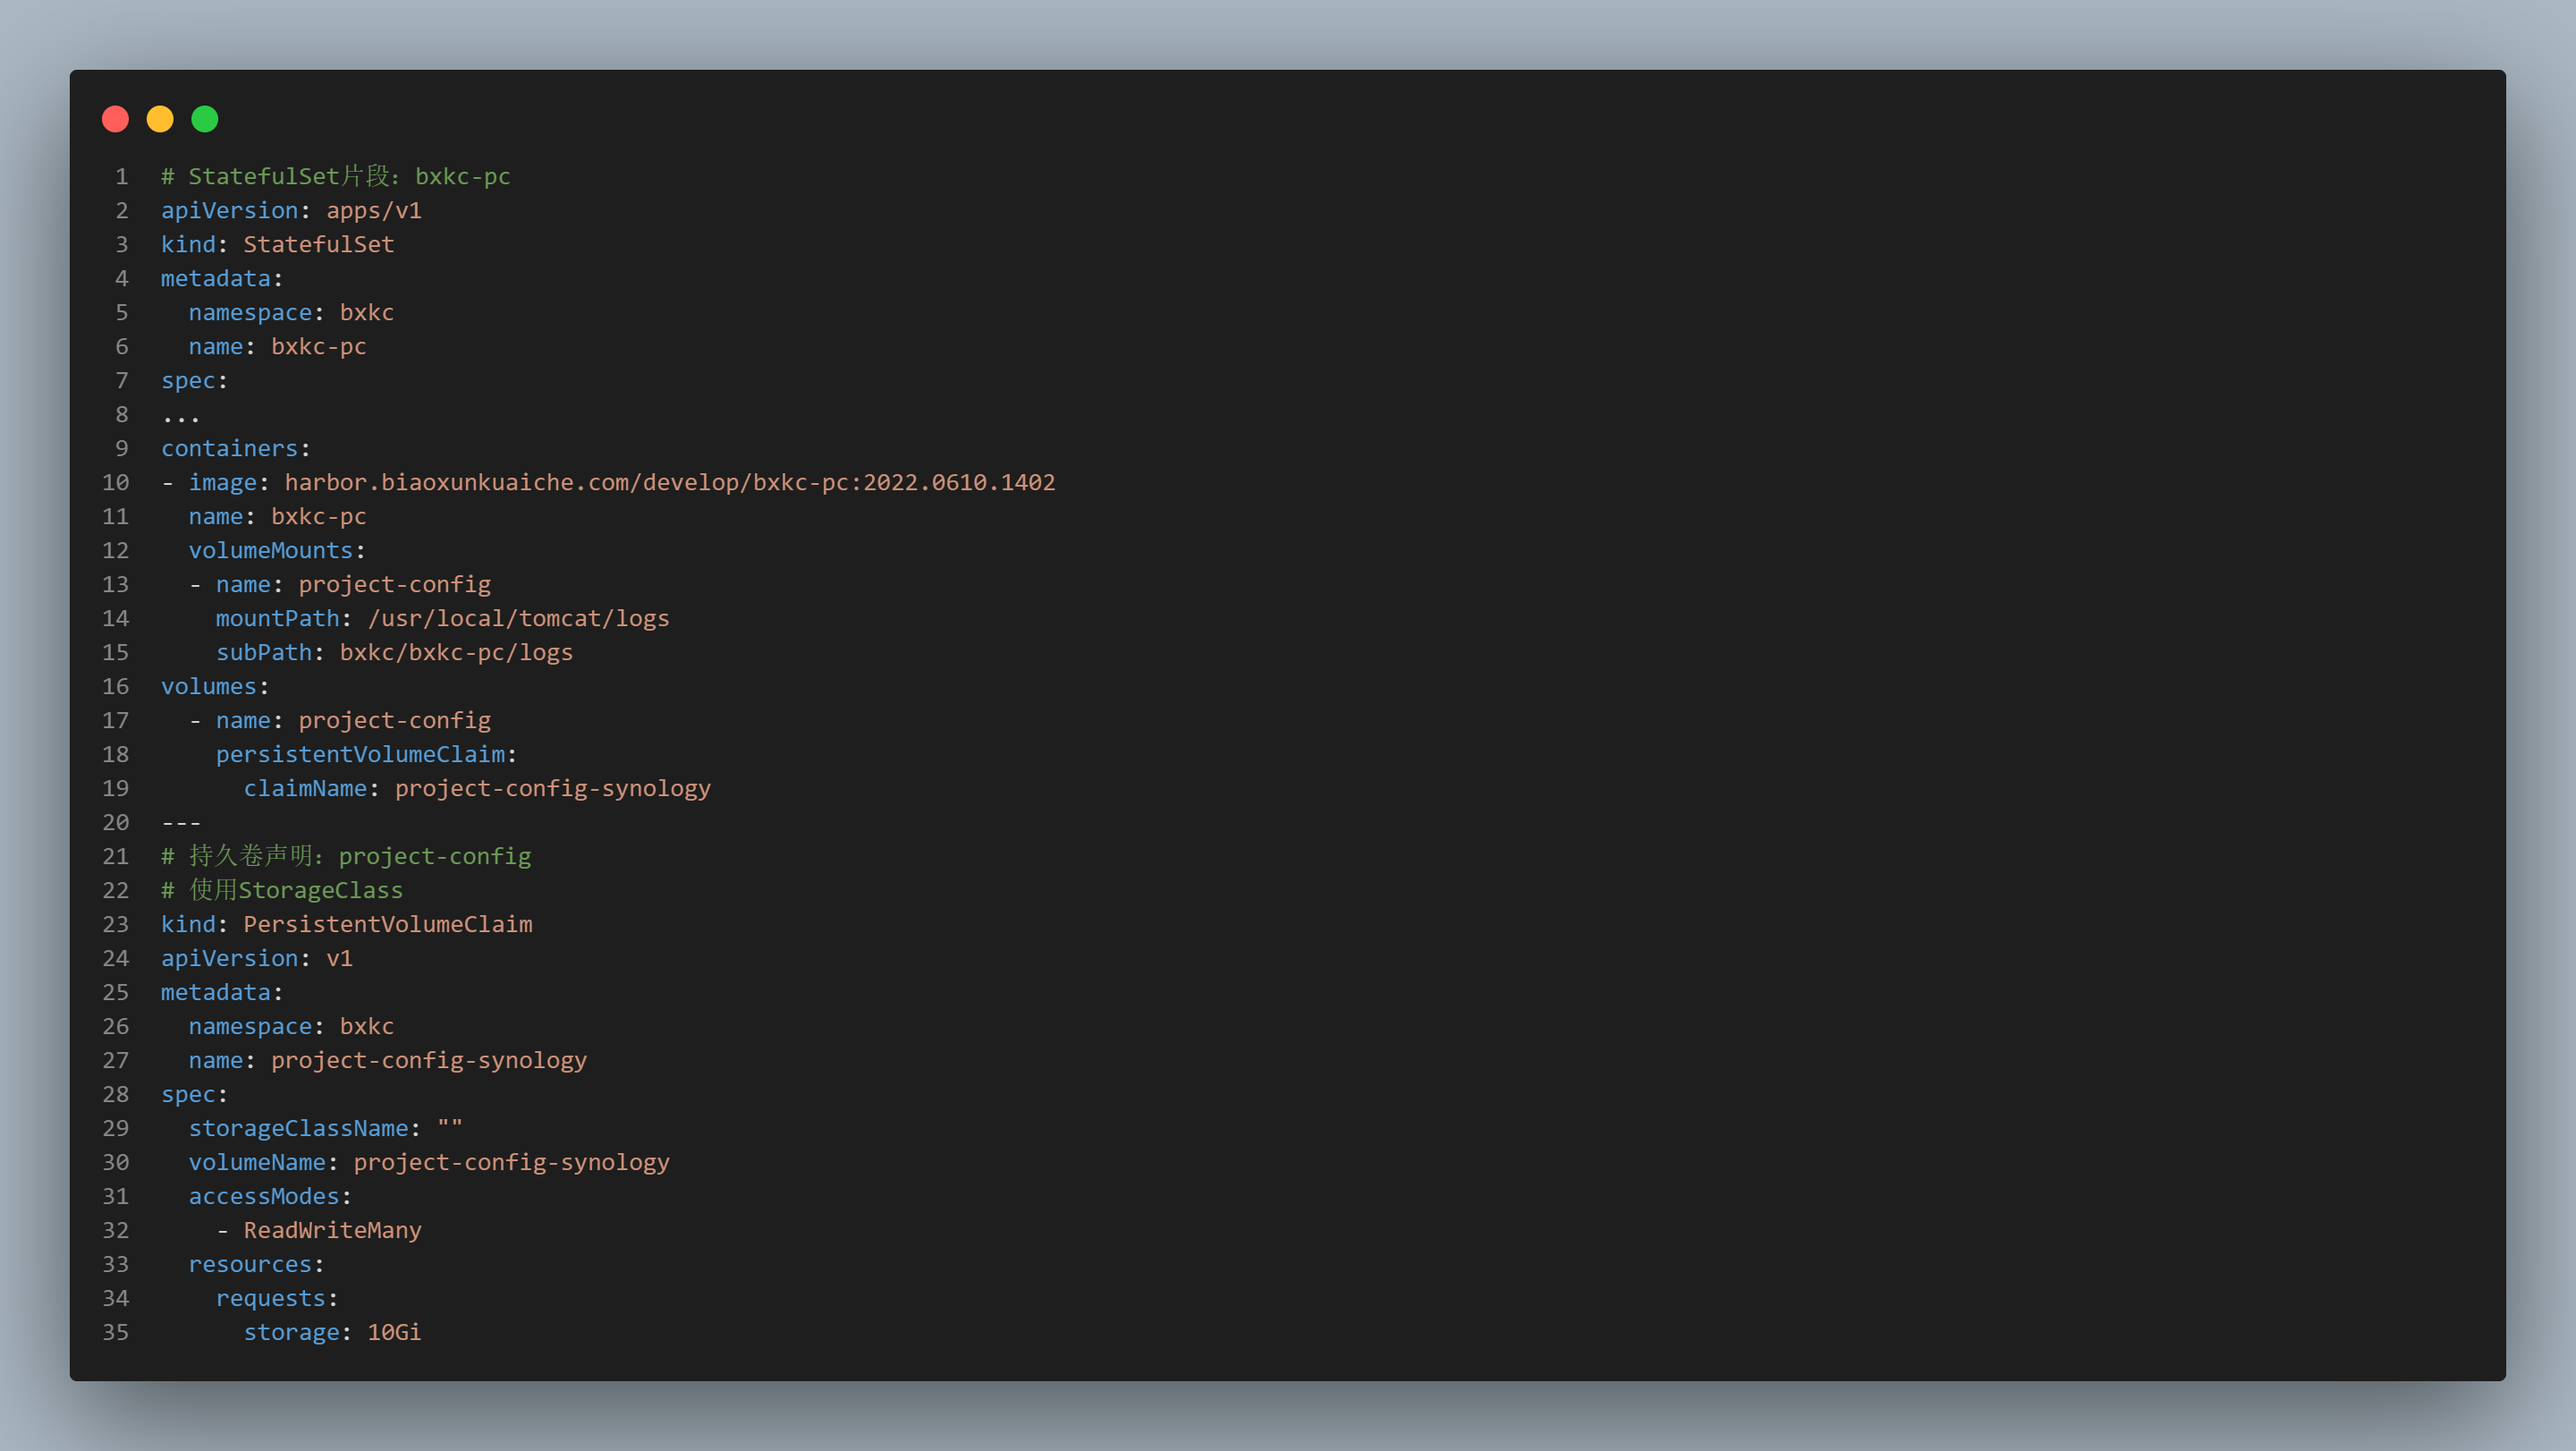 1 # StatefulSet片段：bxkc-pc
2 apiVersion: apps/v1
3 kind: StatefulSet
4 metadata:
5   namespace: bxkc
6   name: bxkc-pc
7 spec:
8 ...
9 containers:
10 - image: harbor.biaoxunkuaiche.com/develop/bxkc-pc:2022.0610.1402
11   name: bxkc-pc
12   volumeMounts:
13   - name: project-config
14     mountPath: /usr/local/tomcat/logs
15     subPath: bxkc/bxkc-pc/logs
16 volumes:
17   - name: project-config
18     persistentVolumeClaim:
19       claimName: project-config-synology
20 ---
21 # 持久卷声明：project-config
22 # 使用StorageClass
23 kind: PersistentVolumeClaim
24 apiVersion: v1
25 metadata:
26   namespace: bxkc
27   name: project-config-synology
28 spec:
29   storageClassName: ""
30   volumeName: project-config-synology
31   accessModes:
32     - ReadWriteMany
33   resources:
34     requests:
35       storage: 10Gi